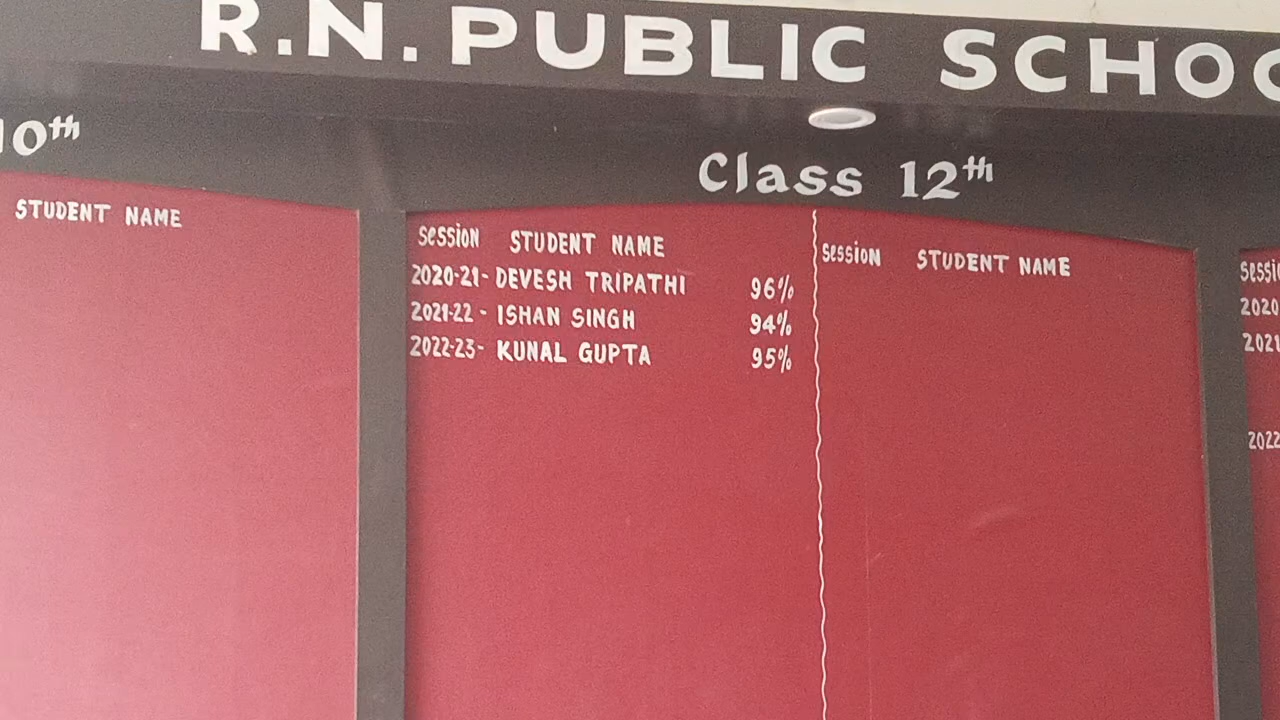 R.N. PUBLIC SCHOO
10th
Class 12th
STUDENT NAME
Session STUDENT NAME
2020-21- DEVESH TRIPATHI 96%
2021-22 - ISHAN SINGH 94%
2022-23- KUNAL GUPTA 95%
Session STUDENT NAME
Sessi
2020
2021
2022